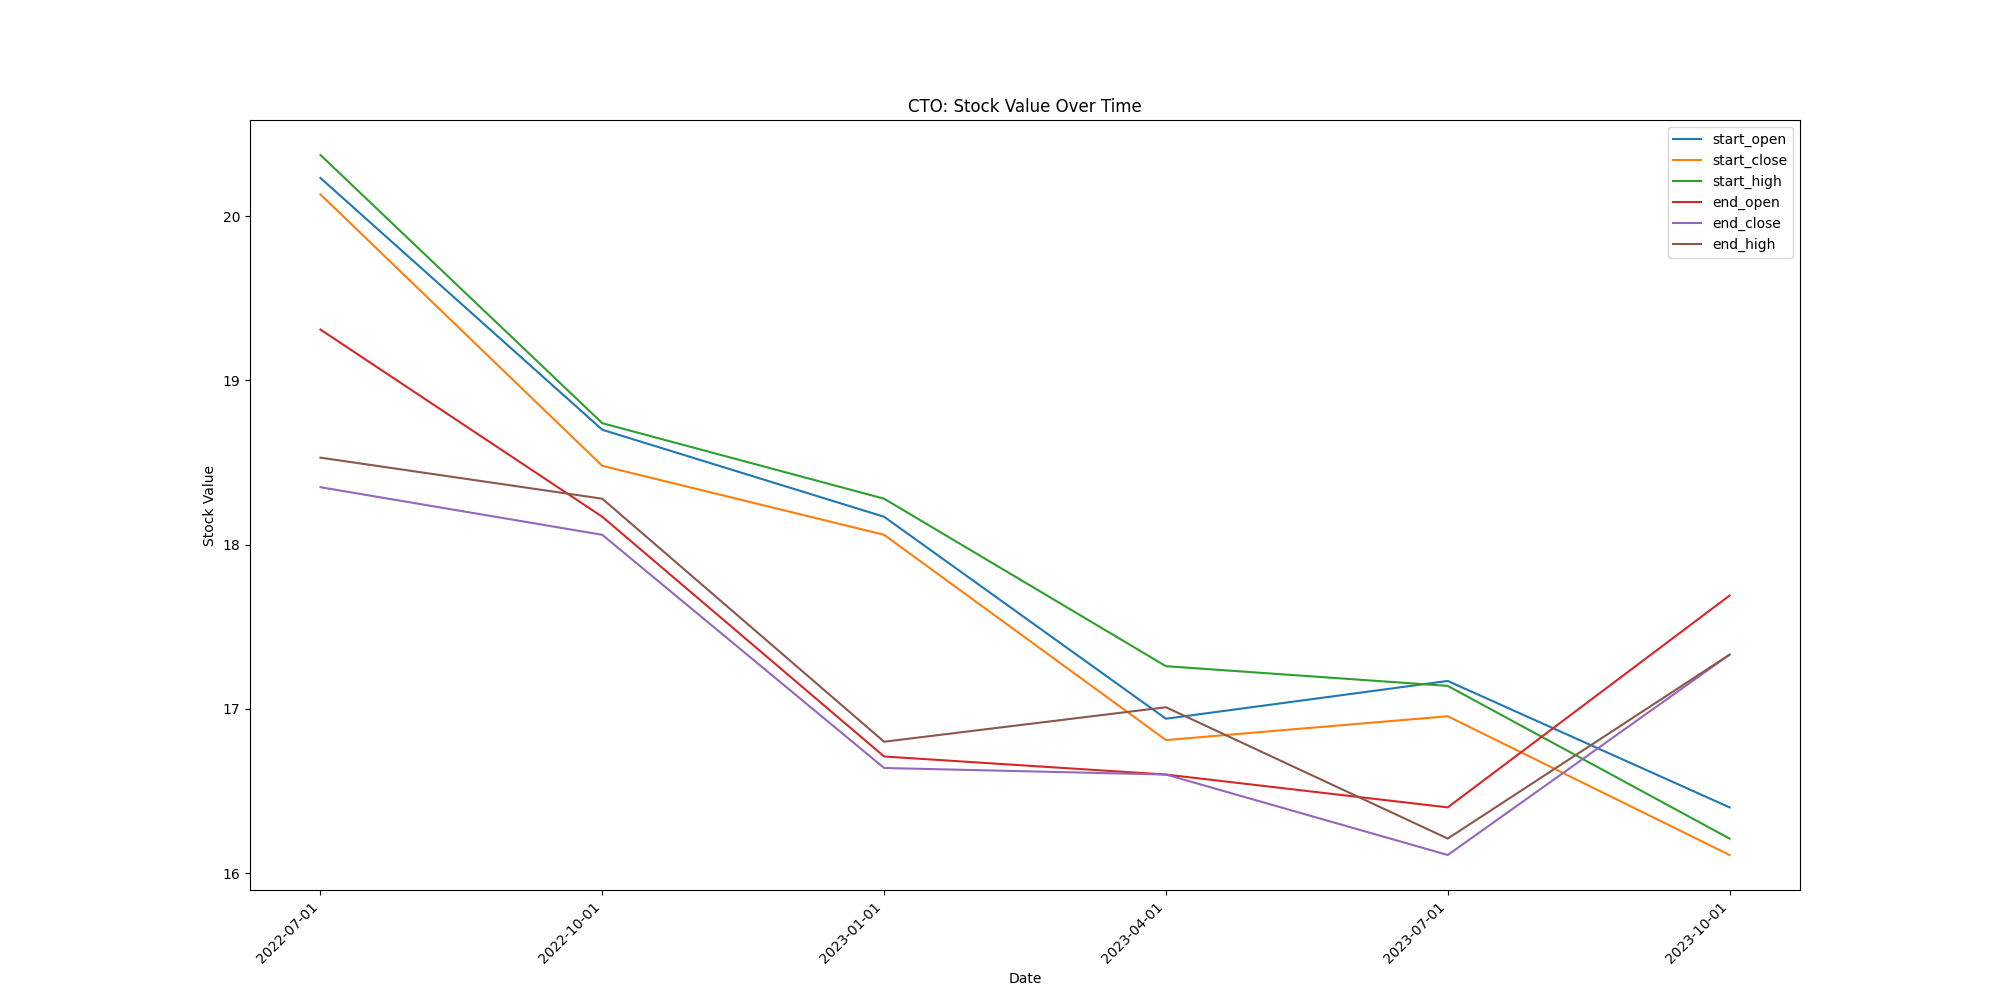 CTO: Stock Value Over Time
start_open
start_close
start_high
end_open
end_close
end_high
Stock Value
20
19
18
17
16
2022-07-01
2022-10-01
2023-01-01
2023-04-01
2023-07-01
2023-10-01
Date